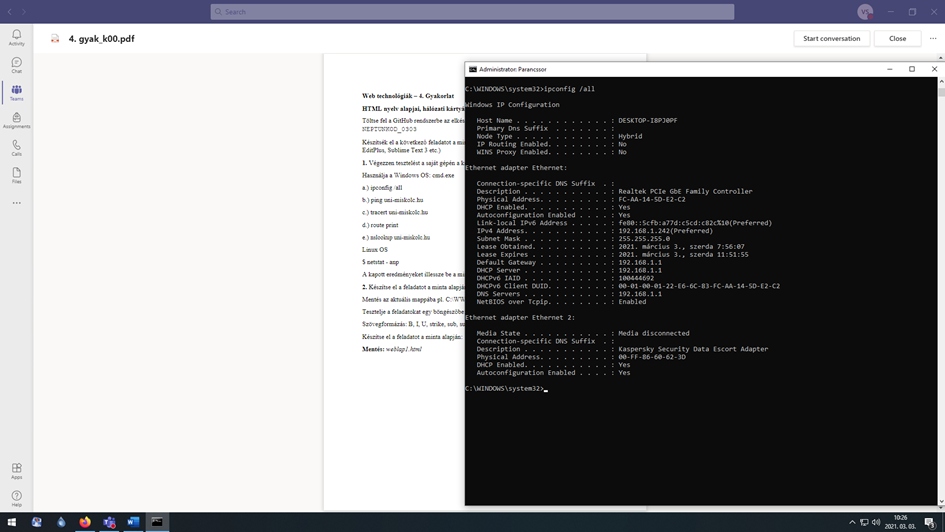 Search
VS
Activity
Chat
Teams
Assignments
Calls
Files
Apps
Help
4. gyak_k00.pdf
Start conversation
Close
Web technológiák – 4. Gyakorlat
HTML nyelv alapjai, hálózati kártya
Töltse fel a GitHub rendszerbe az elkés
NEPTUNKOD_0303
Készítsék el a következő feladatot a mi
EditPlus, Sublime Text 3 etc.)
1. Végezzen tesztelést a saját gépén a k
Használja a Windows OS: cmd.exe
a.) ipconfig /all
b.) ping uni-miskolc.hu
c.) tracert uni-miskolc.hu
d.) route print
e.) nslookup uni-miskolc.hu
Linux OS
$ netstat - anp
A kapott eredményeket illessze be a mi
2. Készítse el a feladatot a minta alapján
Mentés az aktuális mappába pl. C:\WW
Tesztelje a feladatokat egy böngészőbe
Szövegformázás: B, I, U, strike, sub, su
Készítse el a feladatot a minta alapján:
Mentés: weblap1.html
Administrator: Parancssor
C:\WINDOWS\system32>ipconfig /all
Windows IP Configuration
Host Name . . . . . . . . . . . . : DESKTOP-I8PJ0PF
Primary Dns Suffix . . . . . . . :
Node Type . . . . . . . . . . . . : Hybrid
IP Routing Enabled. . . . . . . . : No
WINS Proxy Enabled. . . . . . . . : No
Ethernet adapter Ethernet:
Connection-specific DNS Suffix . :
Description . . . . . . . . . . . : Realtek PCIe GbE Family Controller
Physical Address. . . . . . . . . : FC-AA-14-5D-E2-C2
DHCP Enabled. . . . . . . . . . . : Yes
Autoconfiguration Enabled . . . . : Yes
Link-local IPv6 Address . . . . . : fe80::5cfb:a77d:c5cd:c82c%10(Preferred)
IPv4 Address. . . . . . . . . . . : 192.168.1.242(Preferred)
Subnet Mask . . . . . . . . . . . : 255.255.255.0
Lease Obtained. . . . . . . . . . : 2021. március 3., szerda 7:56:07
Lease Expires . . . . . . . . . . : 2021. március 3., szerda 11:51:55
Default Gateway . . . . . . . . . : 192.168.1.1
DHCP Server . . . . . . . . . . . : 192.168.1.1
DHCPv6 IAID . . . . . . . . . . . : 100444692
DHCPv6 Client DUID. . . . . . . . : 00-01-00-01-22-E6-6C-83-FC-AA-14-5D-E2-C2
DNS Servers . . . . . . . . . . . : 192.168.1.1
NetBIOS over Tcpip. . . . . . . . : Enabled
Ethernet adapter Ethernet 2:
Media State . . . . . . . . . . . : Media disconnected
Connection-specific DNS Suffix . :
Description . . . . . . . . . . . : Kaspersky Security Data Escort Adapter
Physical Address. . . . . . . . . : 00-FF-86-60-62-3D
DHCP Enabled. . . . . . . . . . . : Yes
Autoconfiguration Enabled . . . . : Yes
C:\WINDOWS\system32>
10:26
2021. 03. 03.